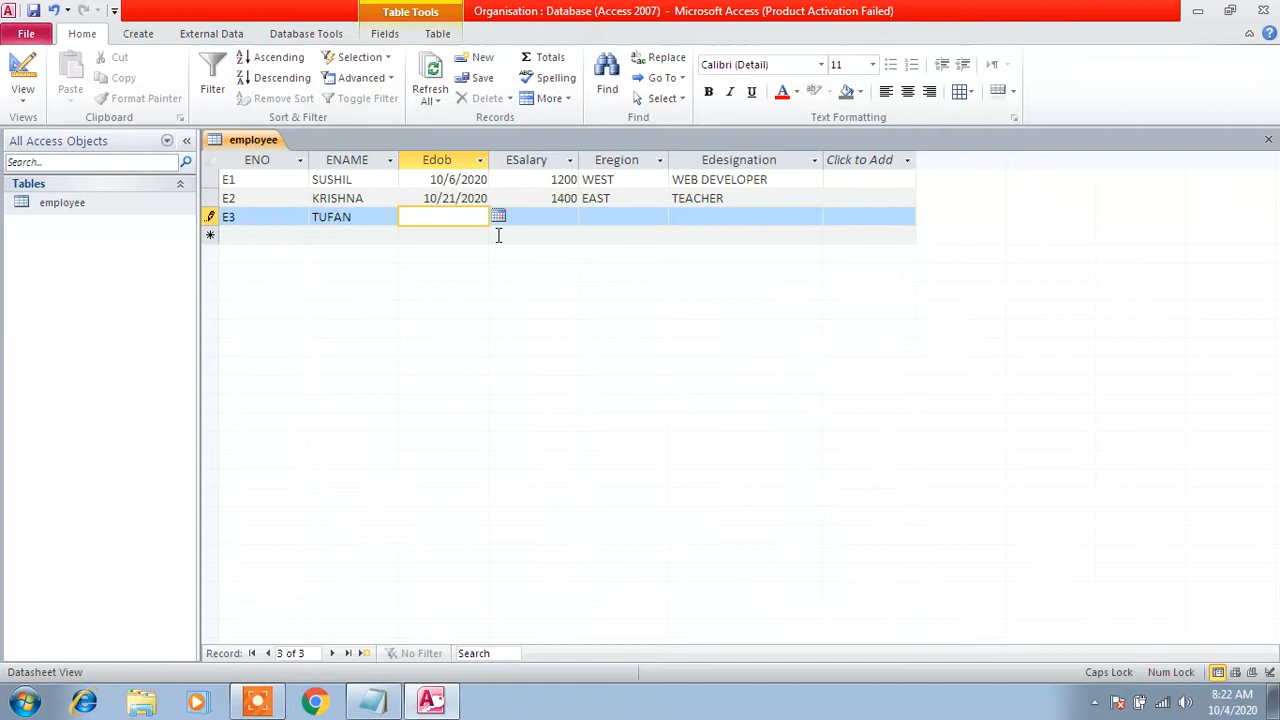 Organisation : Database (Access 2007) - Microsoft Access (Product Activation Failed)
Table Tools
File Home Create External Data Database Tools Fields Table
View
Views
Paste
Cut
Copy
Format Painter
Clipboard
Filter
Ascending
Descending
Remove Sort
Selection
Advanced
Toggle Filter
Sort & Filter
Refresh
All
New
Save
Delete
Totals
Spelling
More
Records
Find
Replace
Go To
Select
Find
Calibri (Detail) 11
B I U A
Text Formatting
All Access Objects
Search...
Tables
employee
employee
ENO ENAME Edob ESalary Eregion Edesignation Click to Add
E1 SUSHIL 10/6/2020 1200 WEST WEB DEVELOPER
E2 KRISHNA 10/21/2020 1400 EAST TEACHER
E3 TUFAN
Record: 3 of 3 No Filter Search
Datasheet View Caps Lock Num Lock
8:22 AM
10/4/2020